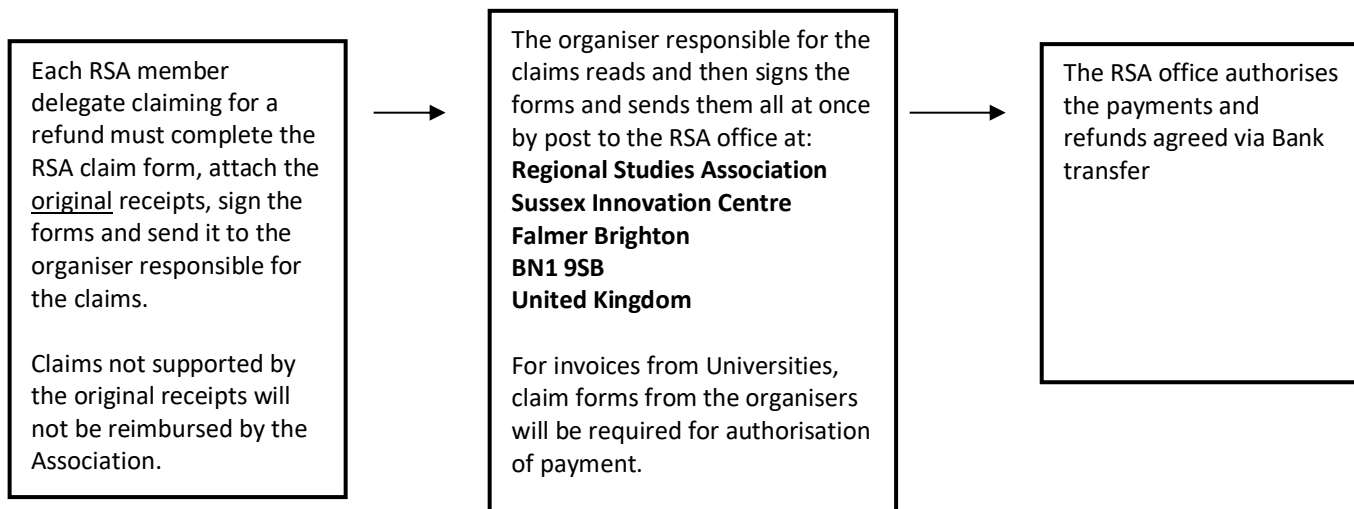 Each RSA member
delegate claiming for a
refund must complete the
RSA claim form, attach the
original receipts, sign the
forms and send it to the
organiser responsible for
the claims.
Claims not supported by
the original receipts will
not be reimbursed by the
Association.
The organiser responsible for the
claims reads and then signs the
forms and sends them all at once
by post to the RSA office at:
Regional Studies Association
Sussex Innovation Centre
Falmer Brighton
BN1 9SB
United Kingdom
For invoices from Universities,
claim forms from the organisers
will be required for authorisation
of payment.
The RSA office authorises
the payments and
refunds agreed via Bank
transfer